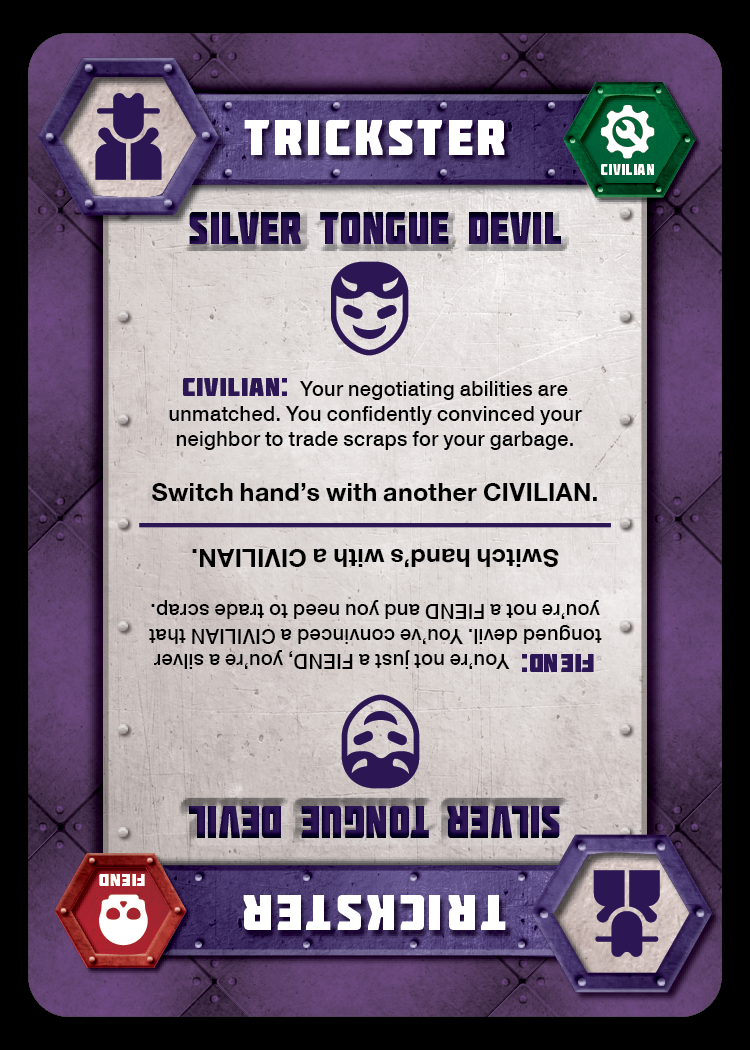 TRICKSTER
CIVILIAN
SILVER TONGUE DEVIL
CIVILIAN: Your negotiating abilities are
unmatched. You confidently convinced your
neighbor to trade scraps for your garbage.
Switch hand's with another CIVILIAN.
TRICKSTER
FIEND
SILVER TONGUE DEVIL
FIEND: You're not just a FIEND, you're a silver
tongued devil. You've convinced a CIVILIAN that
you're not a FIEND and you need to trade scrap.
Switch hand's with a CIVILIAN.